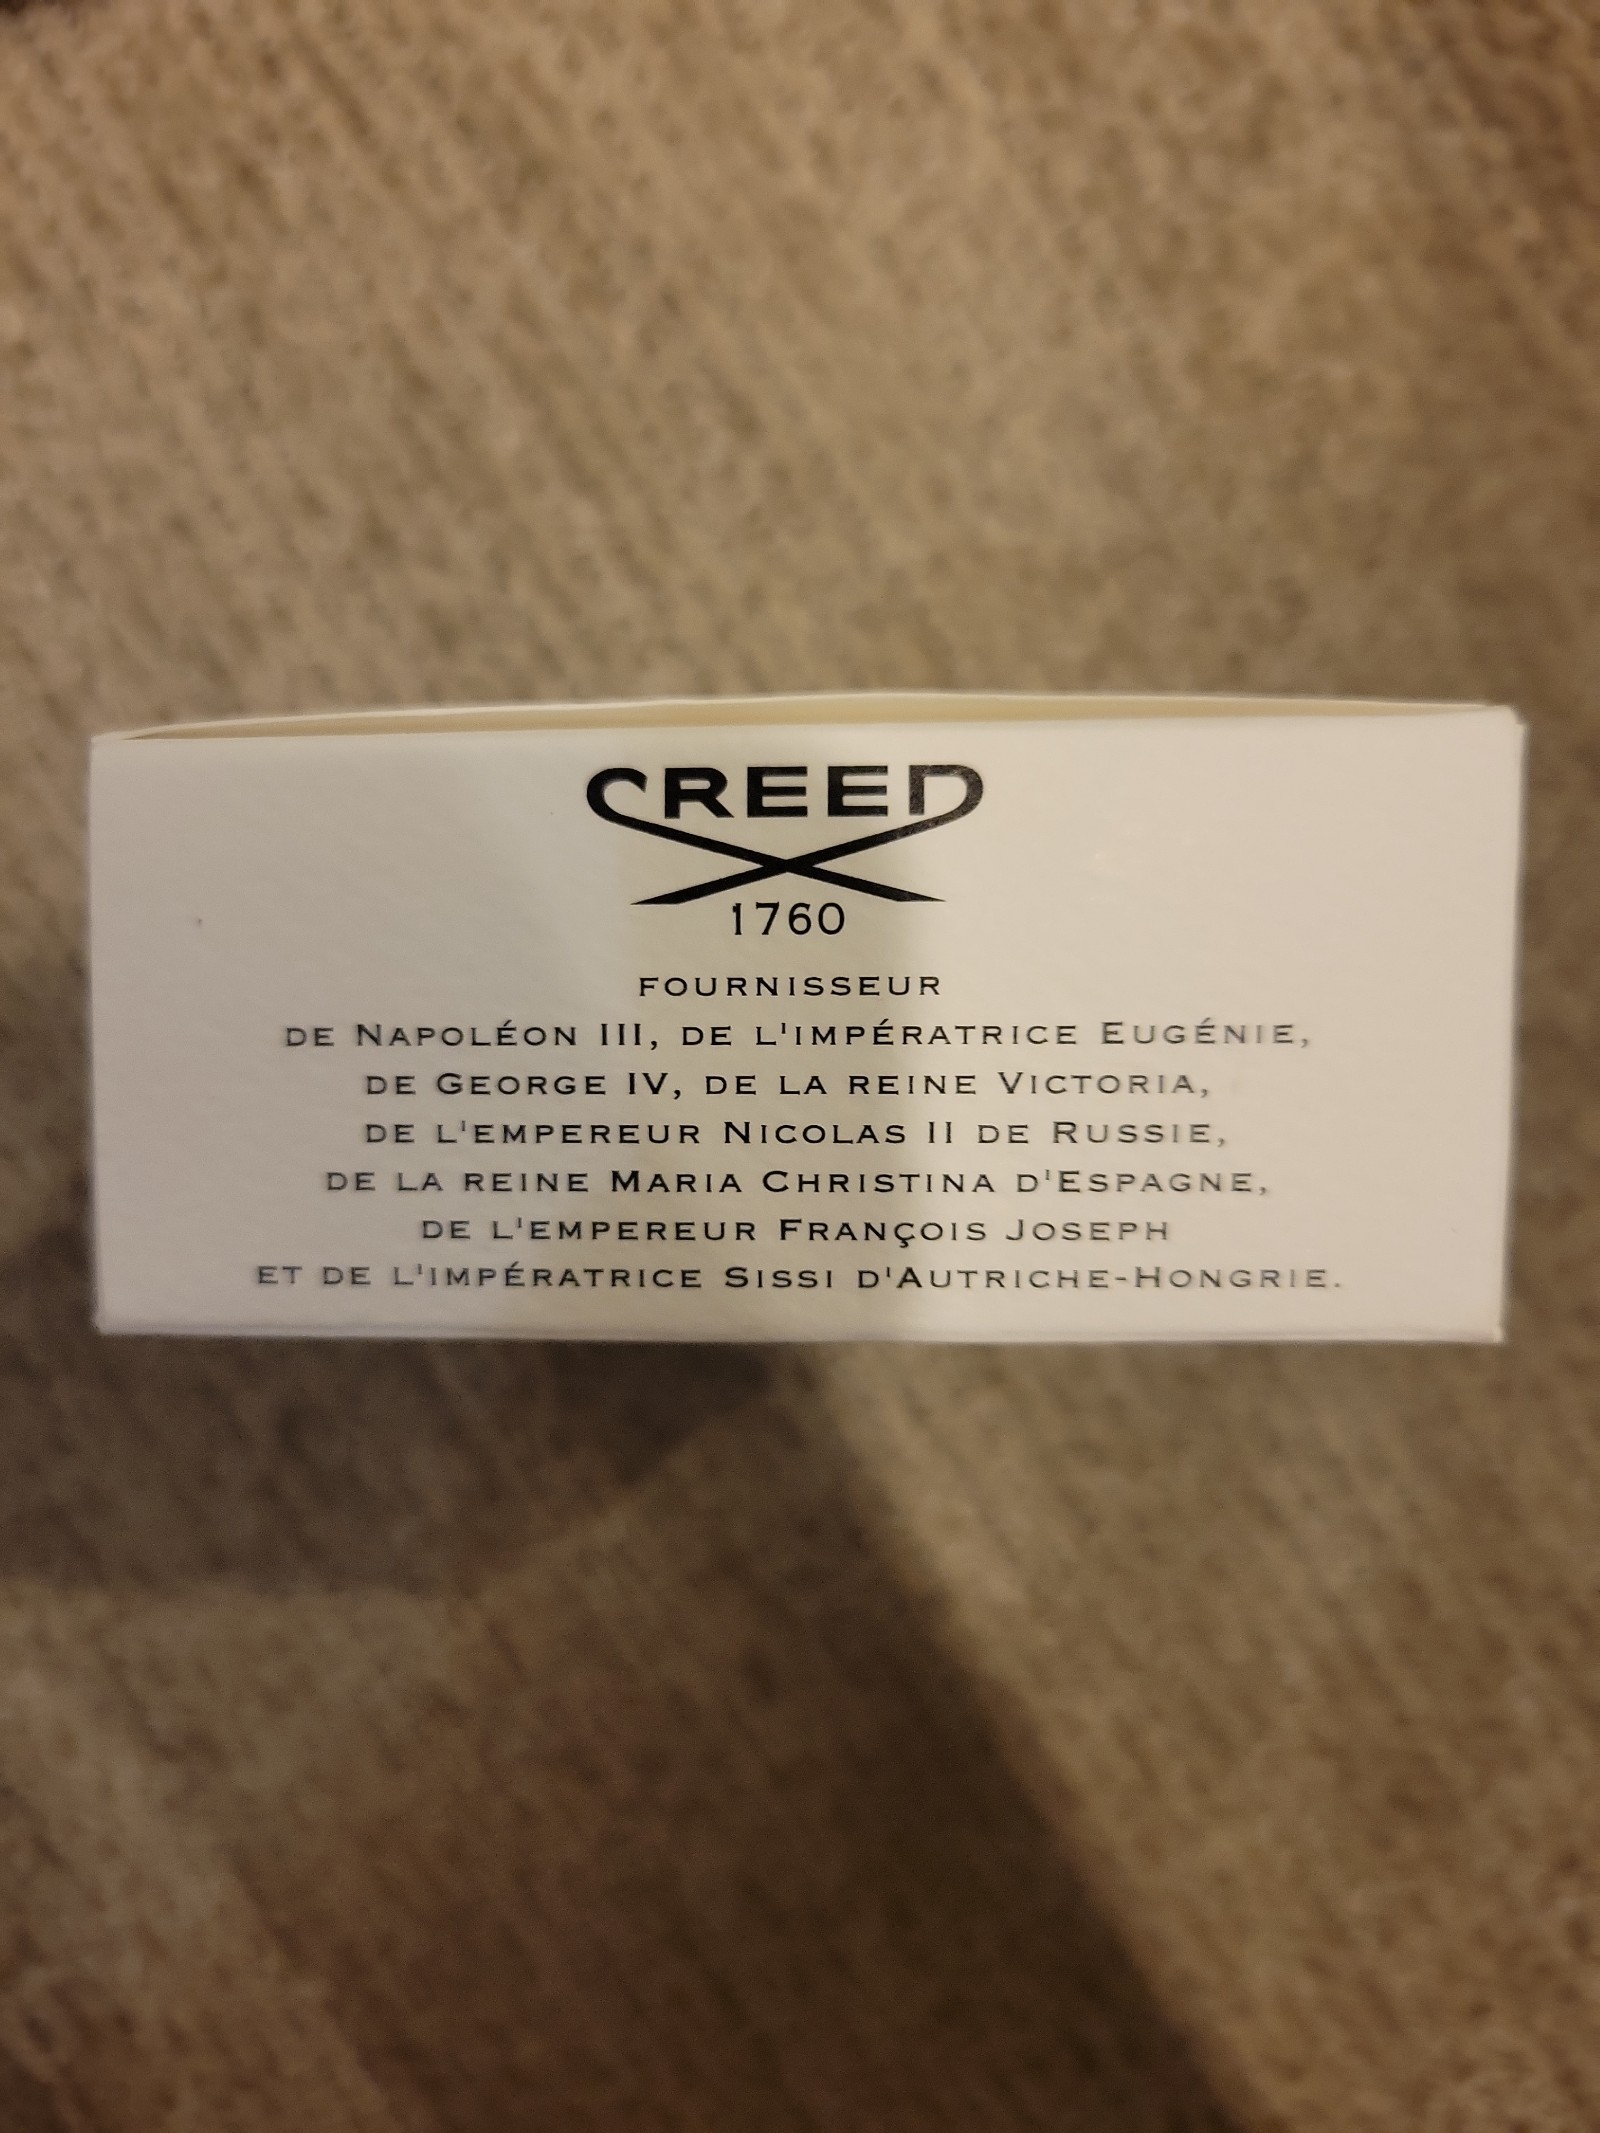 CREED
1760
FOURNISSEUR
DE NAPOLÉON III, DE L'IMPÉRATRICE EUGÉNIE,
DE GEORGE IV, DE LA REINE VICTORIA,
DE L'EMPEREUR NICOLAS II DE RUSSIE,
DE LA REINE MARIA CHRISTINA D'ESPAGNE,
DE L'EMPEREUR FRANÇOIS JOSEPH
ET DE L'IMPÉRATRICE SISSI D'AUTRICHE-HONGRIE.